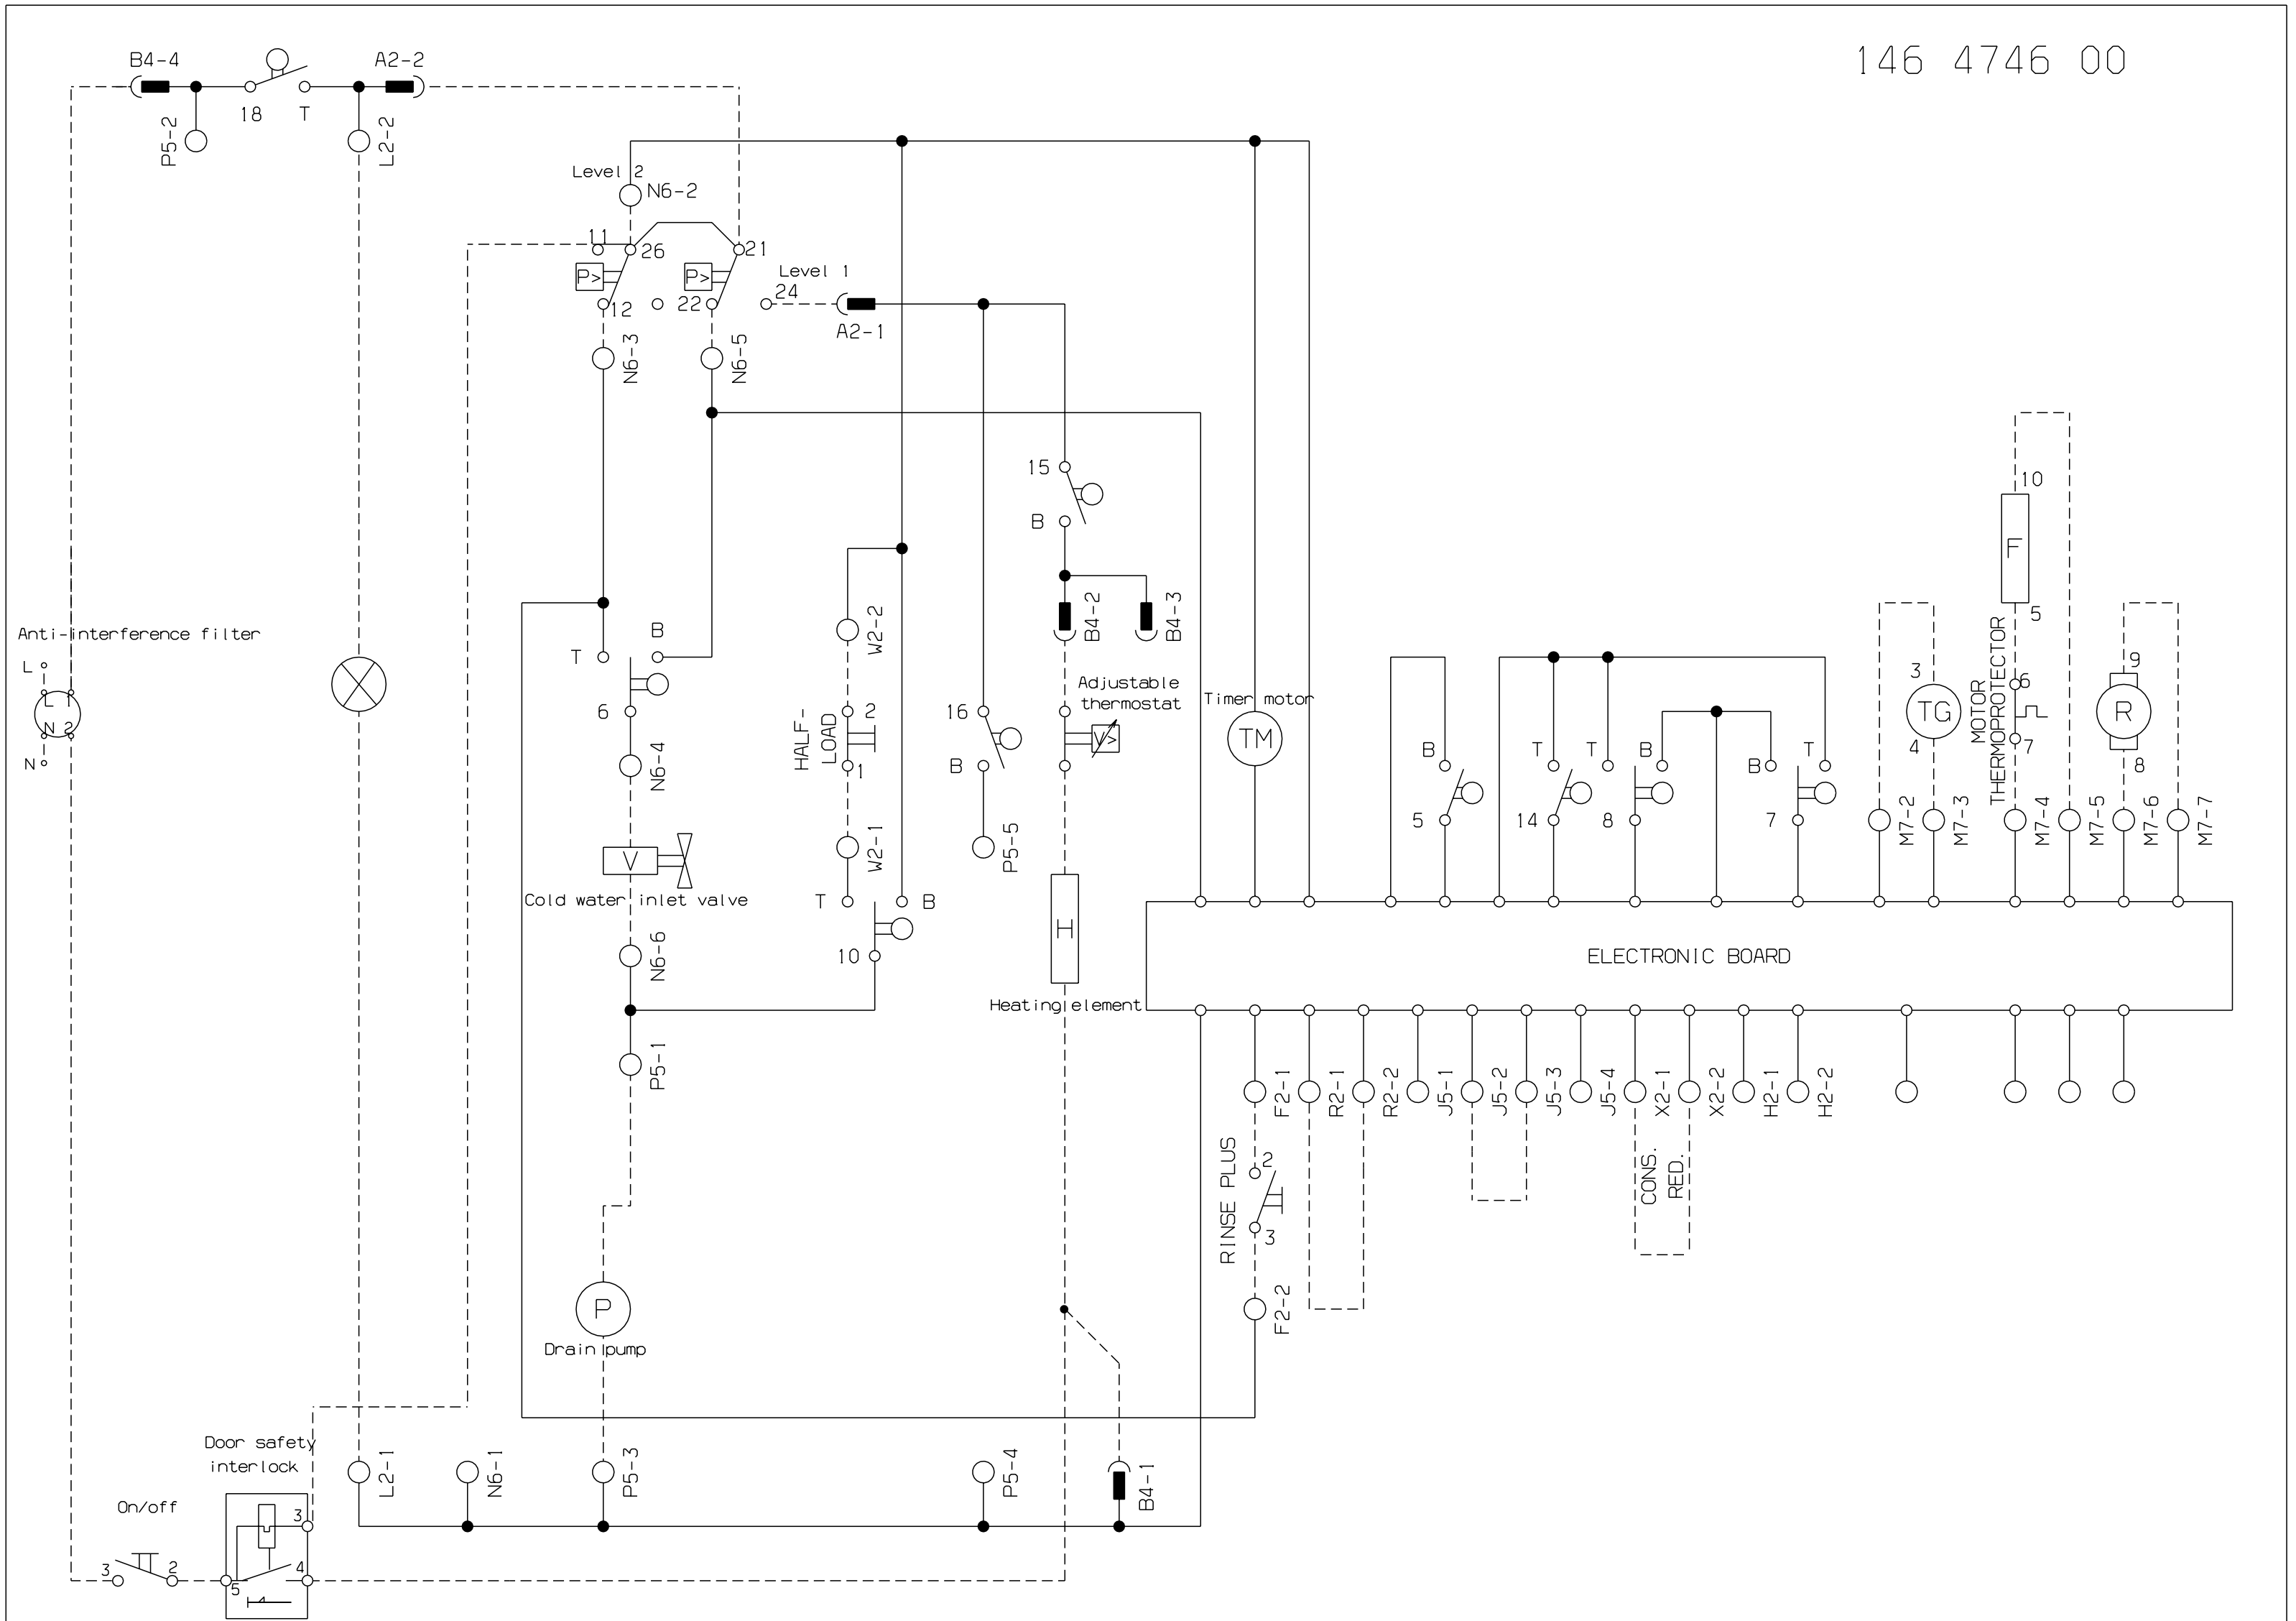 146 4746 00
B4-4
A2-2
18
T
P5-2
L2-2
Level 2
N6-2
11
26
21
P>
P>
Level 1
24
12
22
A2-1
N6-3
N6-5
15
B
10
F
5
B4-2
B4-3
Anti-interference filter
L
L 1
N 2
N
T
B
6
W2-2
HALF-
LOAD
2
1
16
B
Adjustable
thermostat
V>
Timer motor
TM
MOTOR
THERMOPROTECTOR
3
TG
4
6
7
9
R
8
B
T
T
B
B
T
5
14
8
7
N6-4
V
Cold water inlet valve
W2-1
P5-5
M7-2
M7-3
M7-4
M7-5
M7-6
M7-7
T
B
10
N6-6
H
Heating element
ELECTRONIC BOARD
P5-1
F2-1
R2-1
R2-2
J5-1
J5-2
J5-3
J5-4
X2-1
X2-2
H2-1
H2-2
RINSE PLUS
2
3
CONS.
RED.
F2-2
P
Drain pump
Door safety
interlock
L2-1
N6-1
P5-3
P5-4
B4-1
On/off
3
2
3
4
5